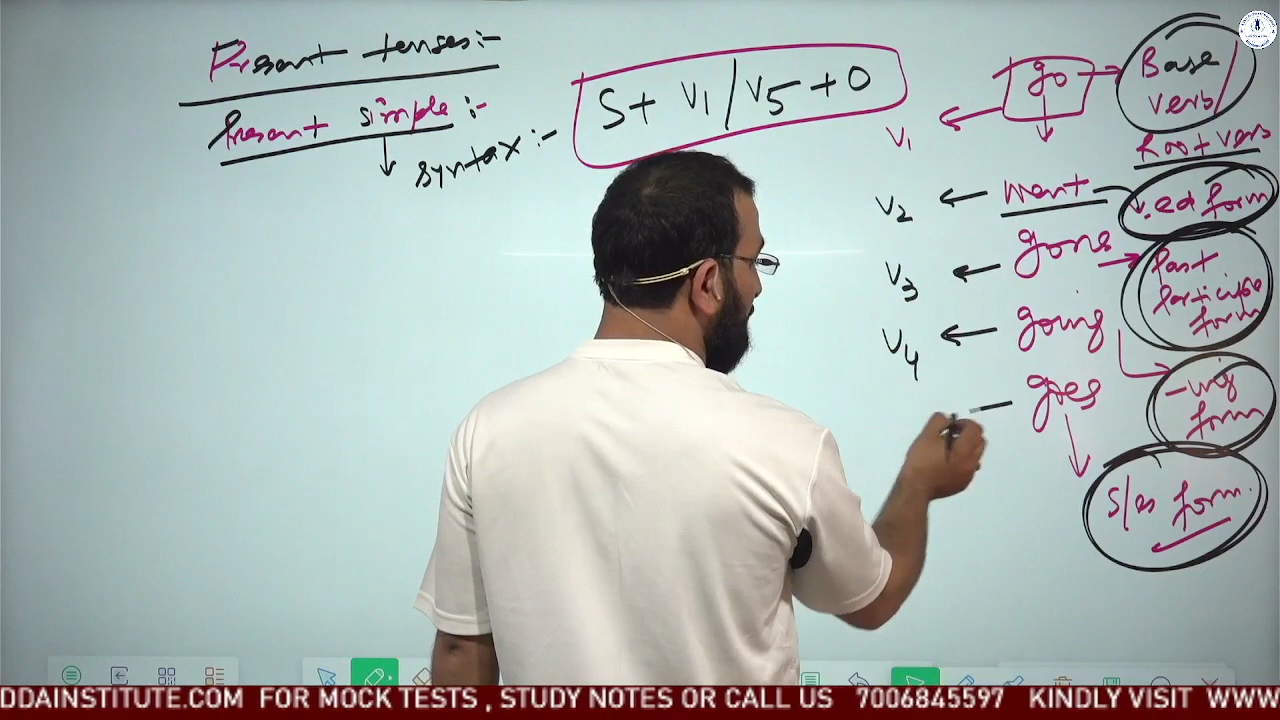 Present tenses:-
Present simple :-
syntax :-
S + V1 / V5 + O
go
Base verb/
Root verb
V1
V2
went
ed form
V3
gone
Past
Participle
form
V4
going
-ing
form
goes
s/es form.
DDAINSTITUTE.COM FOR MOCK TESTS , STUDY NOTES OR CALL US 7006845597 KINDLY VISIT WWW